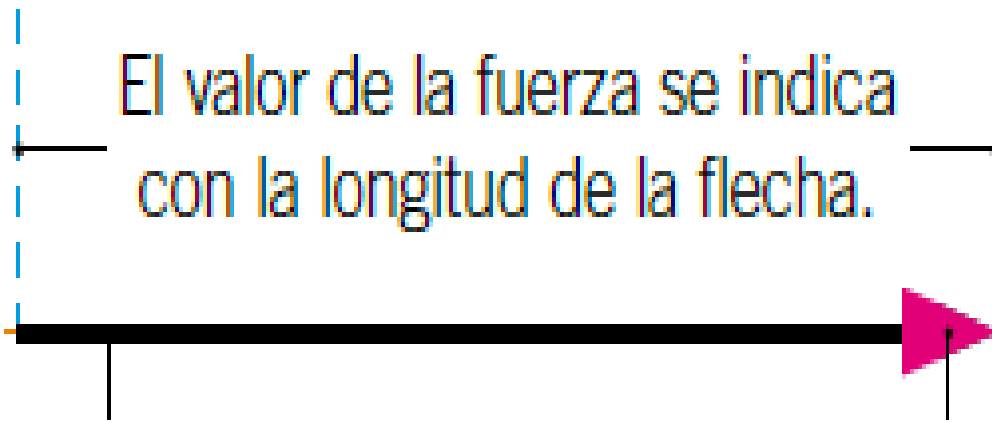 El valor de la fuerza se indica
con la longitud de la flecha.